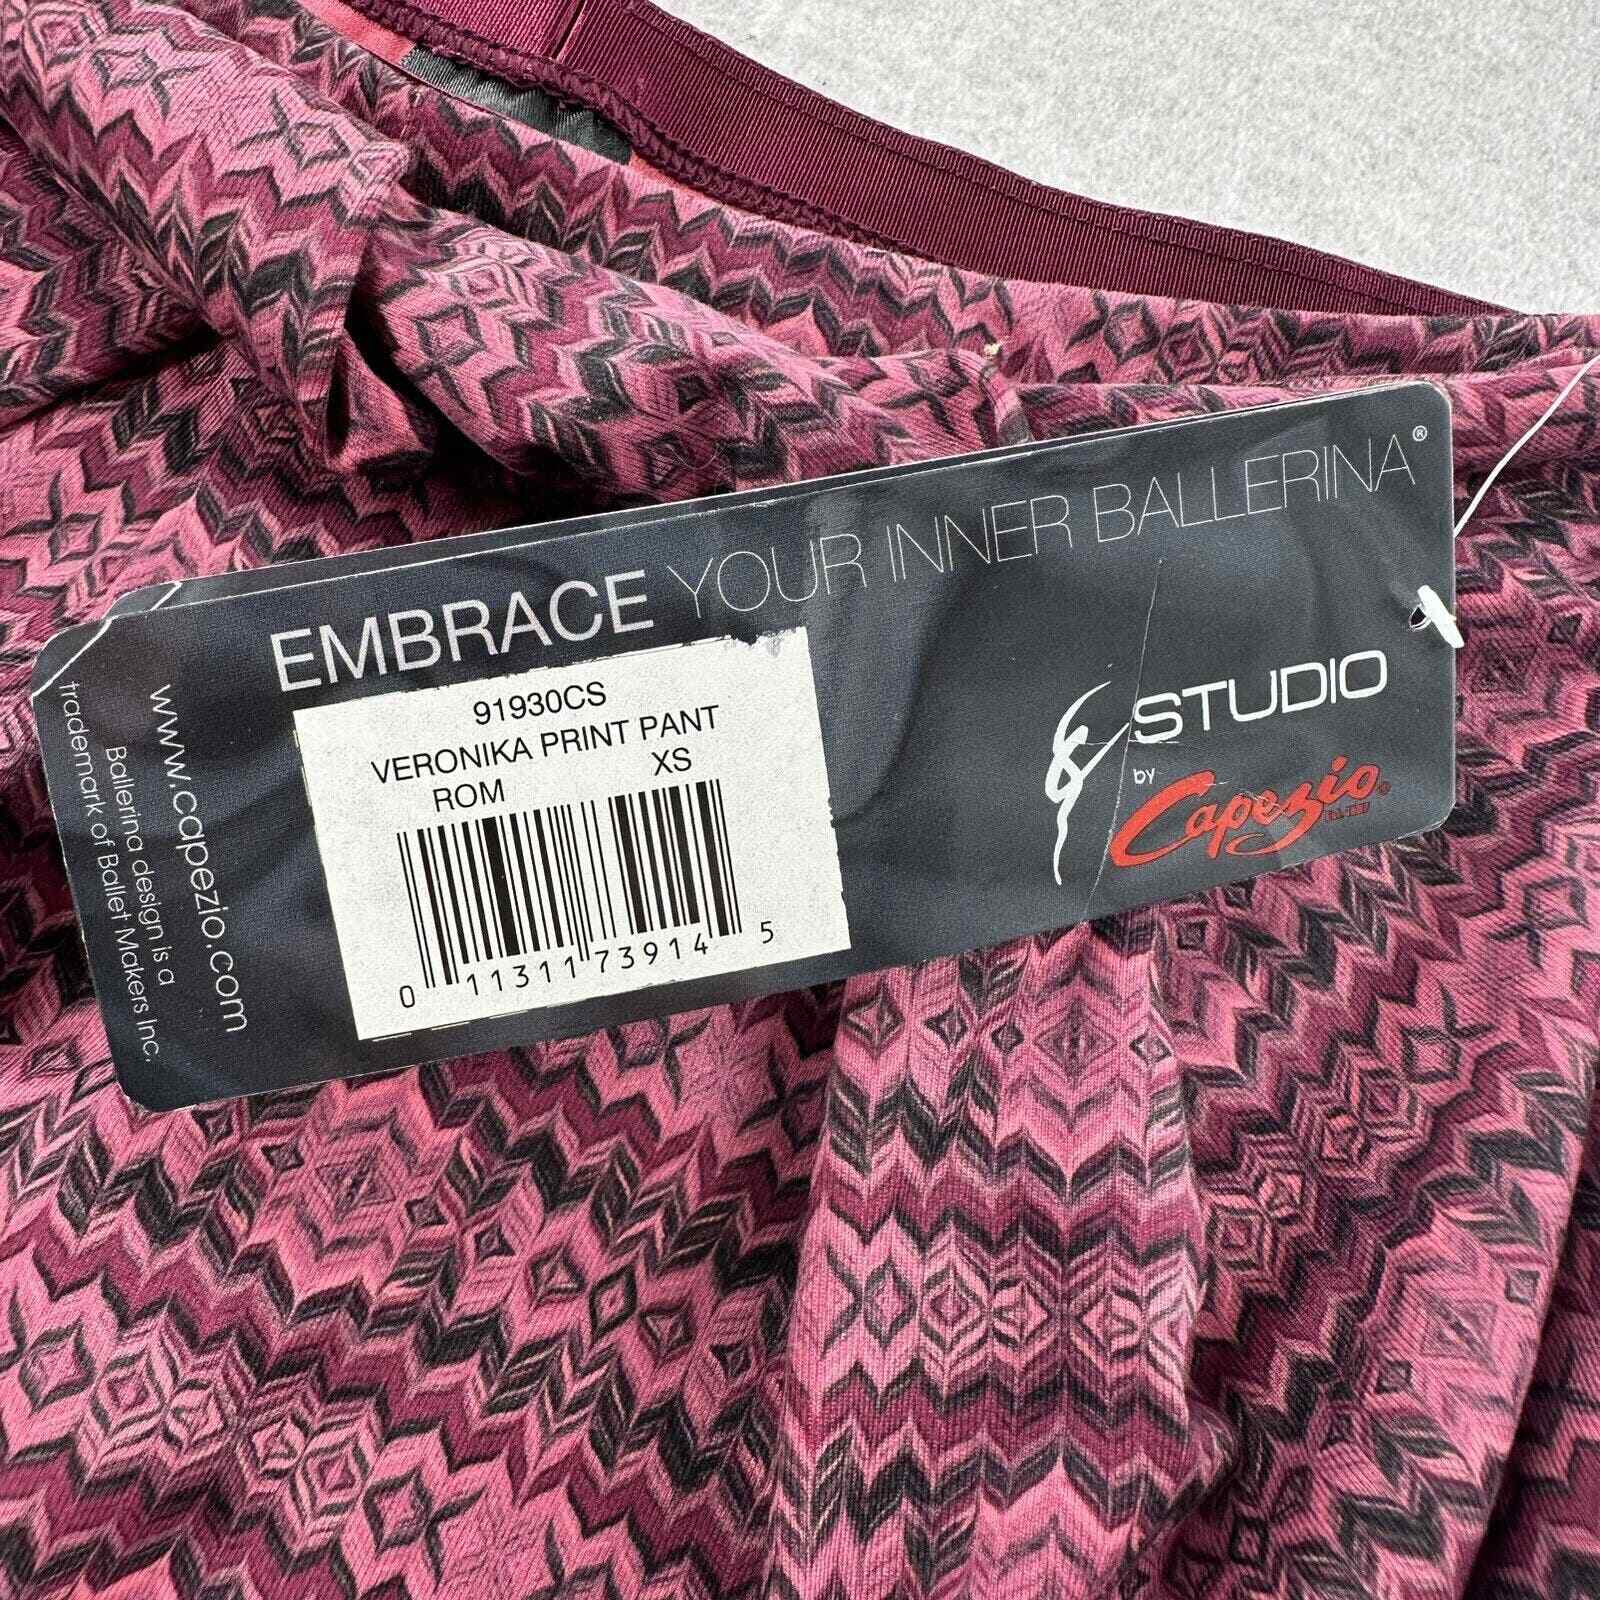 EMBRACE YOUR INNER BALLERINA®
91930CS
VERONIKA PRINT PANT
ROM XS
0 11311 73914 5
STUDIO
by Capezio®
www.capezio.com
Ballerina design is a
trademark of Ballet Makers Inc.